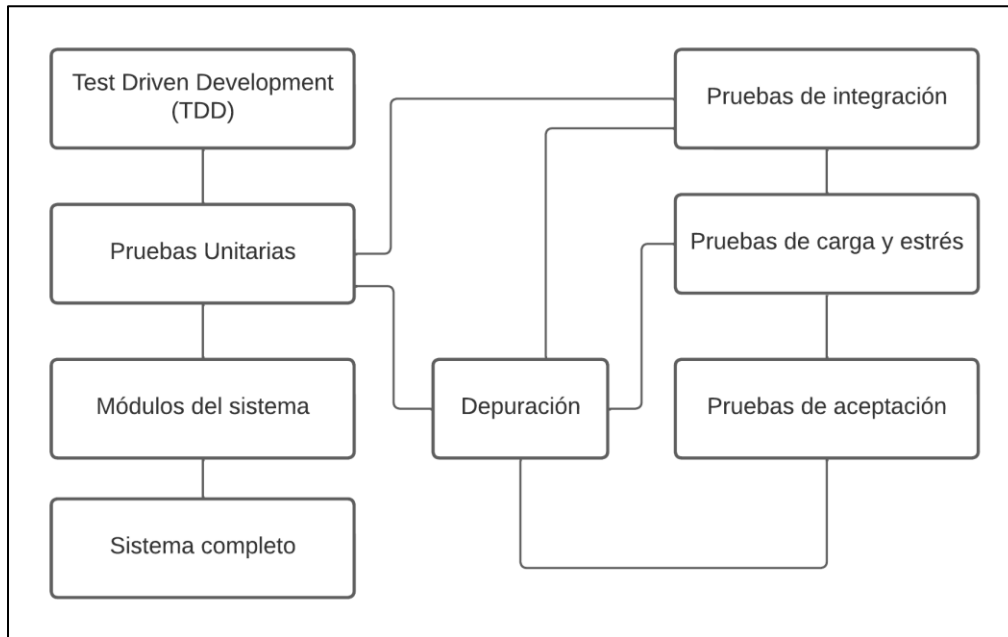 Test Driven Development
(TDD)
Pruebas Unitarias
Módulos del sistema
Sistema completo
Depuración
Pruebas de integración
Pruebas de carga y estrés
Pruebas de aceptación